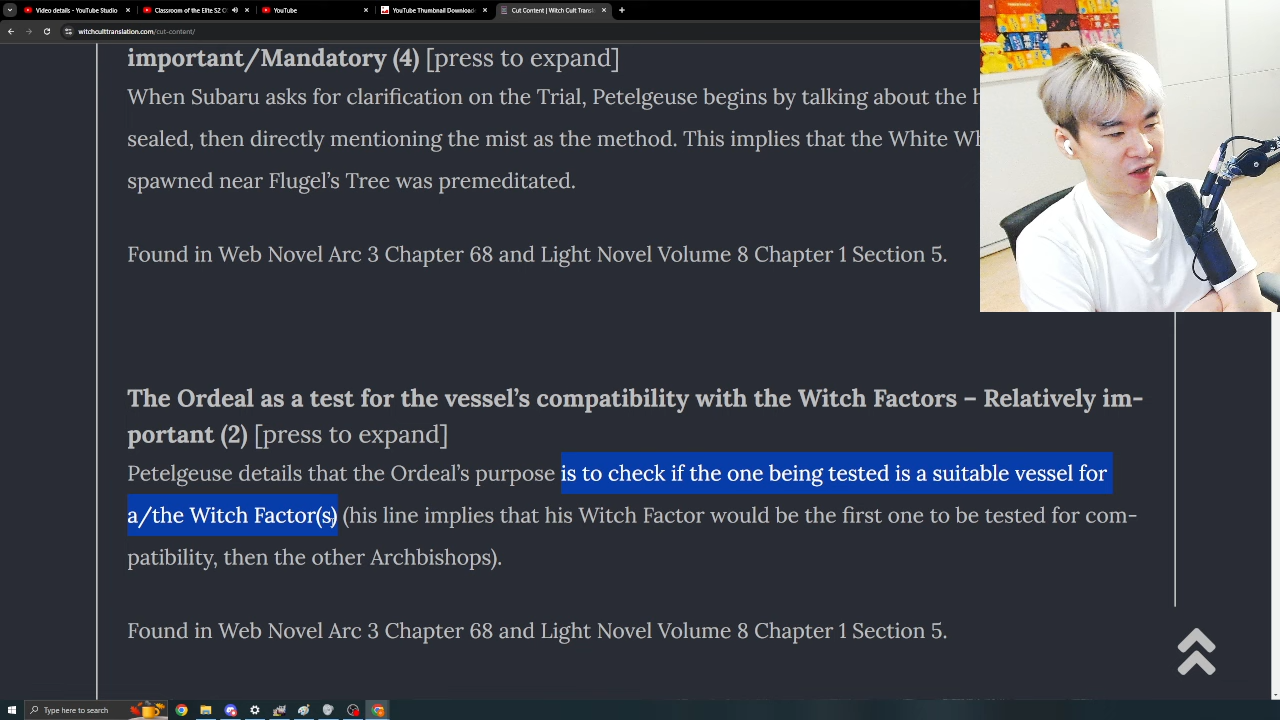 Video details - YouTube Studio
Classroom of the Elite S2 C
YouTube
YouTube Thumbnail Download
Cut Content | Witch Cult Transl
witchculttranslation.com/cut-content/
important/Mandatory (4) [press to expand]
When Subaru asks for clarification on the Trial, Petelgeuse begins by talking about the h
sealed, then directly mentioning the mist as the method. This implies that the White Wh
spawned near Flugel's Tree was premeditated.
Found in Web Novel Arc 3 Chapter 68 and Light Novel Volume 8 Chapter 1 Section 5.
The Ordeal as a test for the vessel's compatibility with the Witch Factors – Relatively im-
portant (2) [press to expand]
Petelgeuse details that the Ordeal's purpose is to check if the one being tested is a suitable vessel for
a/the Witch Factor(s) (his line implies that his Witch Factor would be the first one to be tested for com-
patibility, then the other Archbishops).
Found in Web Novel Arc 3 Chapter 68 and Light Novel Volume 8 Chapter 1 Section 5.
Type here to search